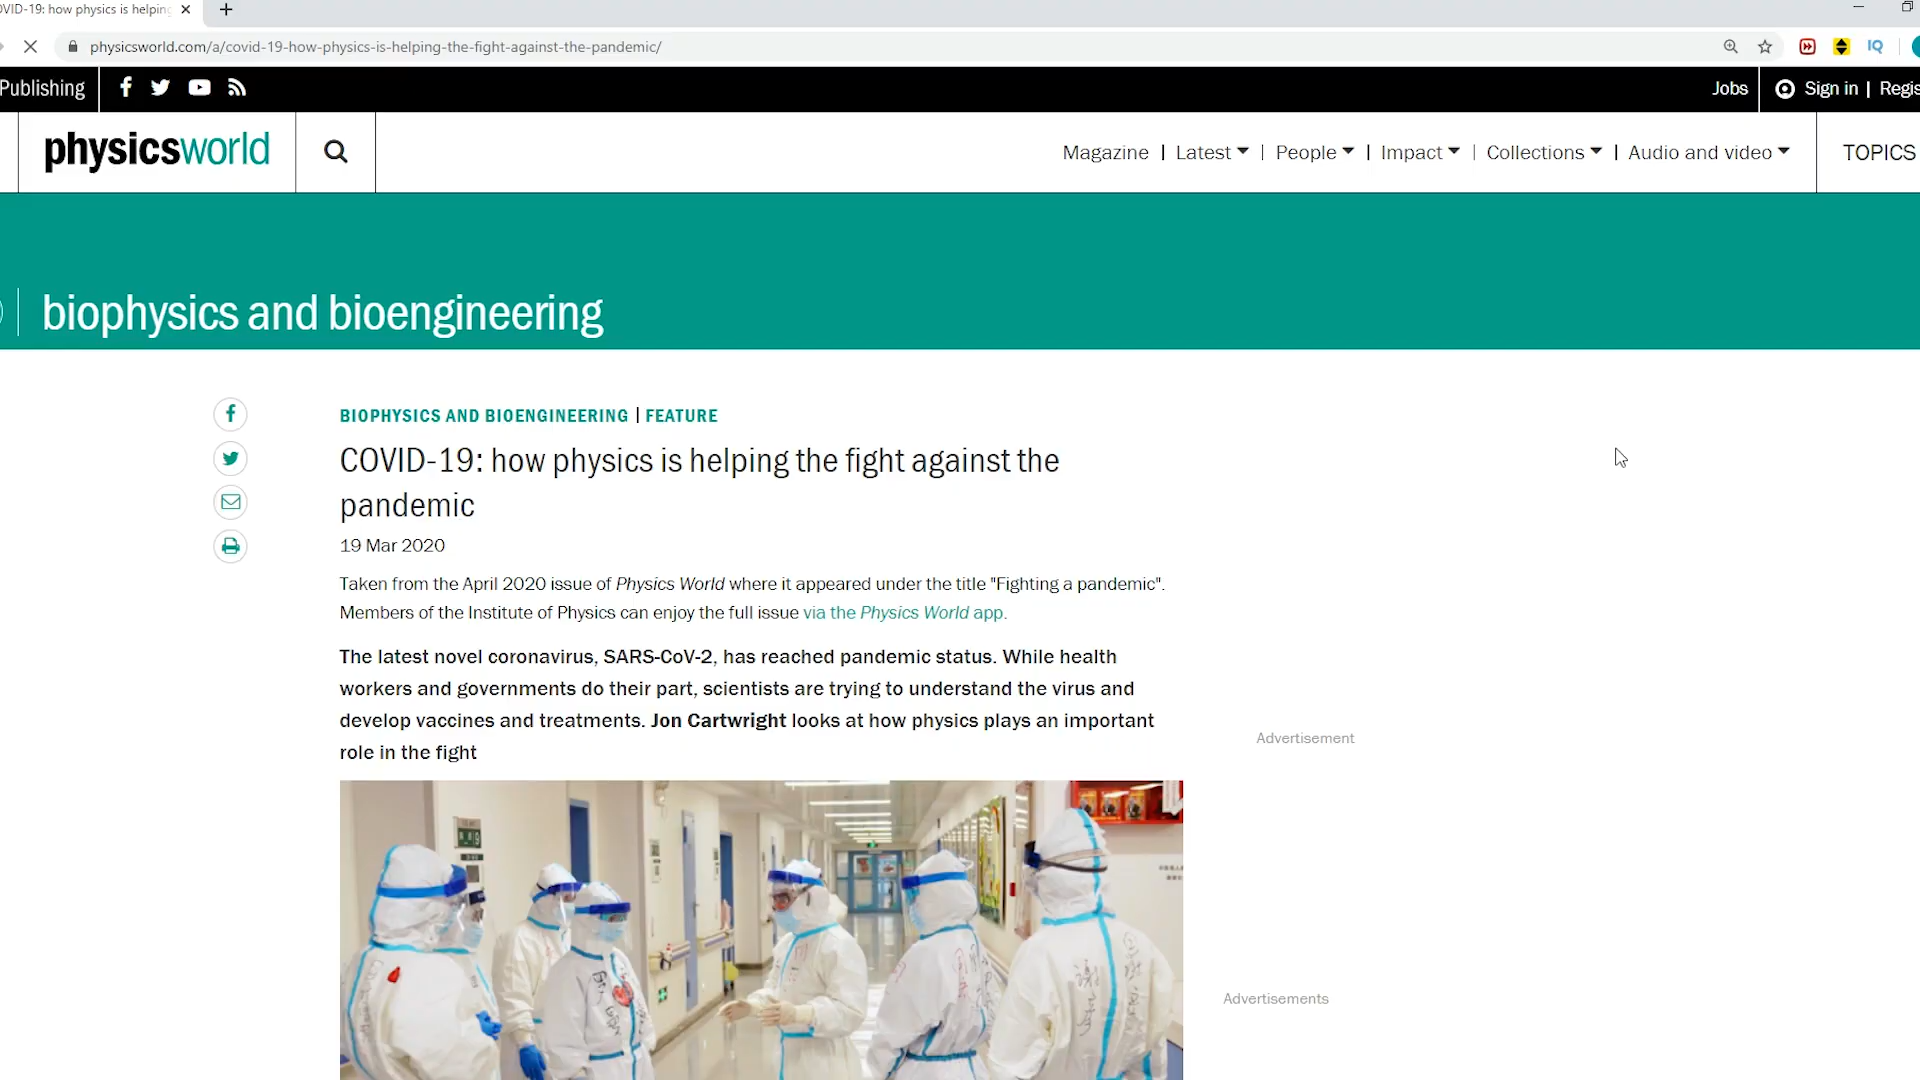 OVID-19: how physics is helping
physicsworld.com/a/covid-19-how-physics-is-helping-the-fight-against-the-pandemic/
IQ
Publishing
Jobs
Sign in | Regis
physicsworld
Magazine | Latest | People | Impact | Collections | Audio and video
TOPICS
biophysics and bioengineering
BIOPHYSICS AND BIOENGINEERING | FEATURE
COVID-19: how physics is helping the fight against the
pandemic
19 Mar 2020
Taken from the April 2020 issue of Physics World where it appeared under the title "Fighting a pandemic".
Members of the Institute of Physics can enjoy the full issue via the Physics World app.
The latest novel coronavirus, SARS-CoV-2, has reached pandemic status. While health
workers and governments do their part, scientists are trying to understand the virus and
develop vaccines and treatments. Jon Cartwright looks at how physics plays an important
role in the fight
Advertisement
Advertisements